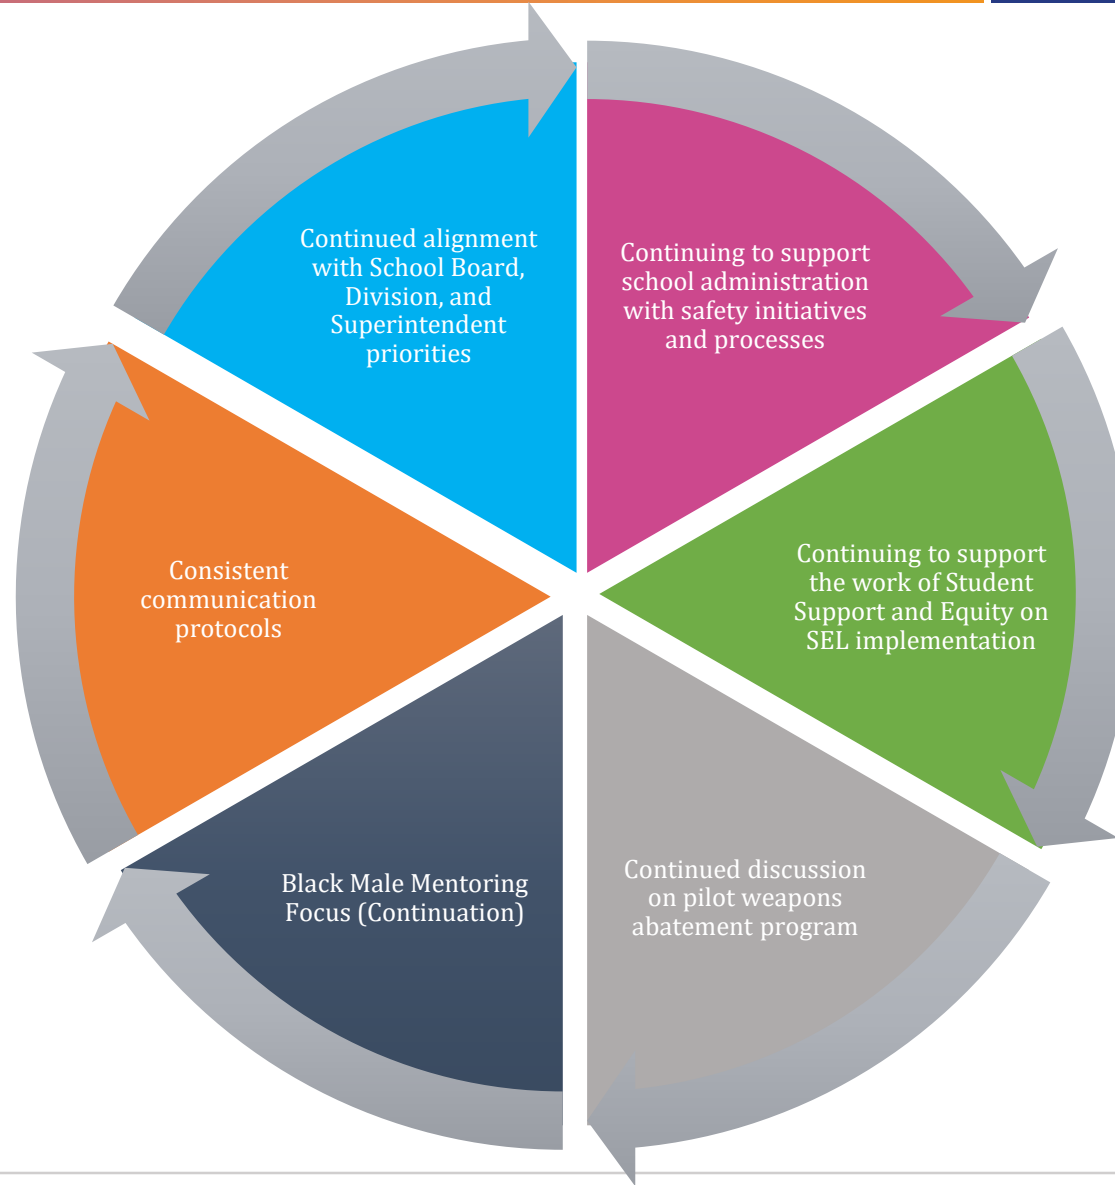 Continued alignment
with School Board,
Division, and
Superintendent
priorities
Continuing to support
school administration
with safety initiatives
and processes
Continuing to support
the work of Student
Support and Equity on
SEL implementation
Continued discussion
on pilot weapons
abatement program
Black Male Mentoring
Focus (Continuation)
Consistent
communication
protocols